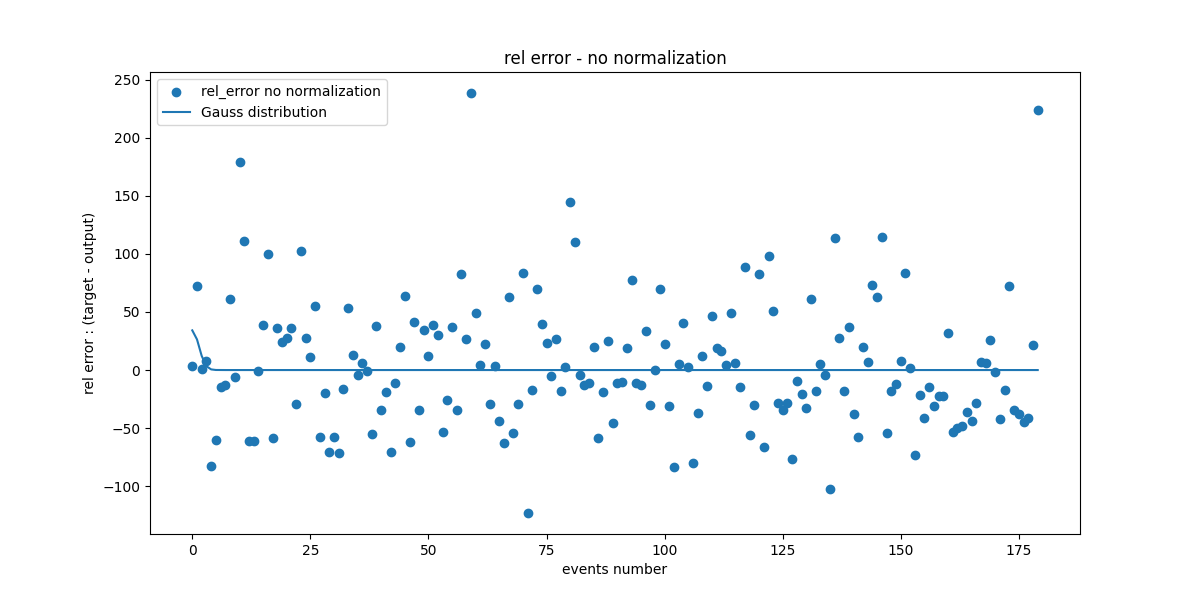 rel error - no normalization
rel_error no normalization
Gauss distribution
rel error : (target - output)
250
200
150
100
50
0
−50
−100
0 25 50 75 100 125 150 175
events number